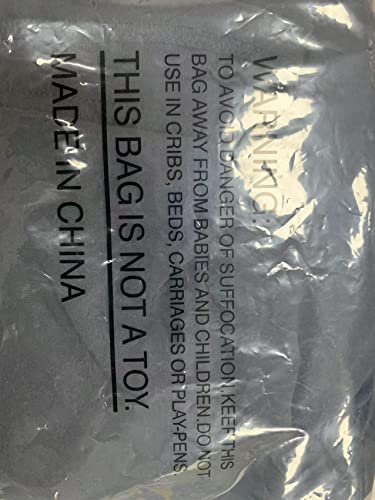 WARNING:
TO AVOID DANGER OF SUFFOCATION,KEEP THIS
BAG AWAY FROM BABIES AND CHILDREN.DO NOT
USE IN CRIBS, BEDS, CARRIAGES OR PLAY-PENS.
THIS BAG IS NOT A TOY.
MADE IN CHINA